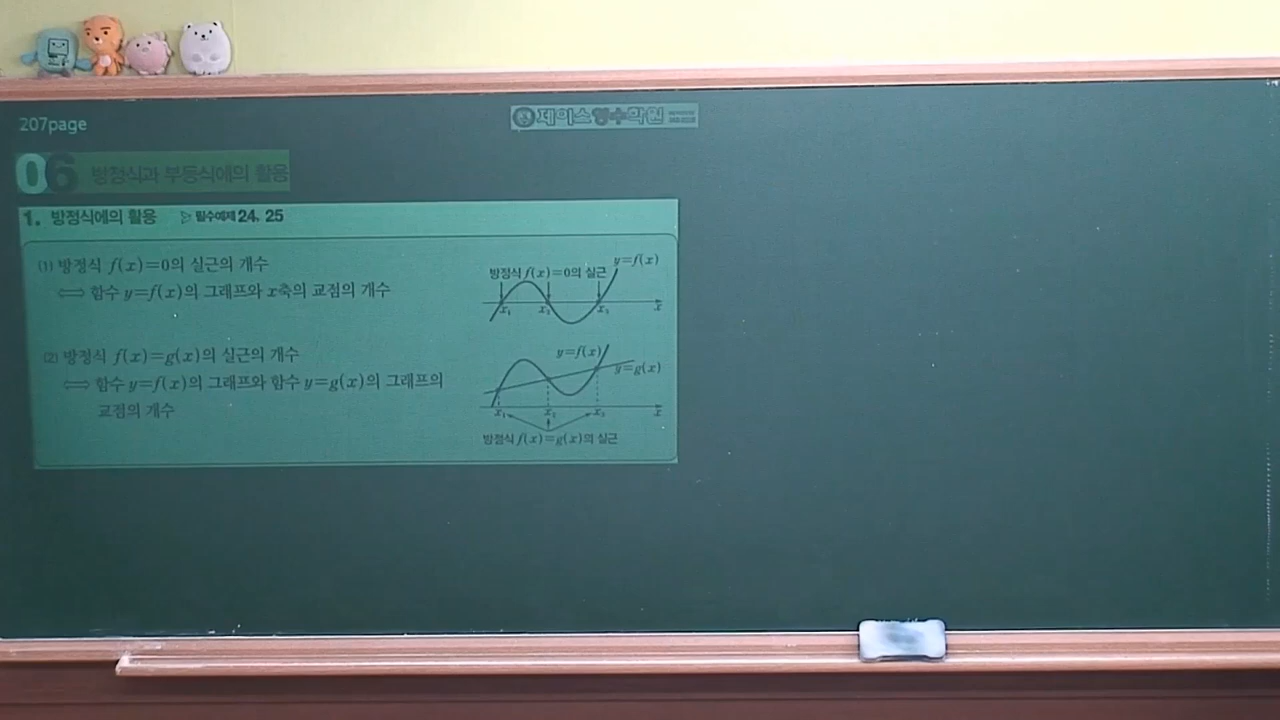 207page
제이스영수학원
06 방정식과 부등식에의 활용
1. 방정식에의 활용 ▷ 필수예제 24, 25
(1) 방정식 f(x)=0의 실근의 개수
⟺ 함수 y=f(x)의 그래프와 x축의 교점의 개수
방정식 f(x)=0의 실근
y=f(x)
x₁ x₂ x₃ x
(2) 방정식 f(x)=g(x)의 실근의 개수
⟺ 함수 y=f(x)의 그래프와 함수 y=g(x)의 그래프의
교점의 개수
y=f(x)
y=g(x)
x₁ x₂ x₃ x
방정식 f(x)=g(x)의 실근